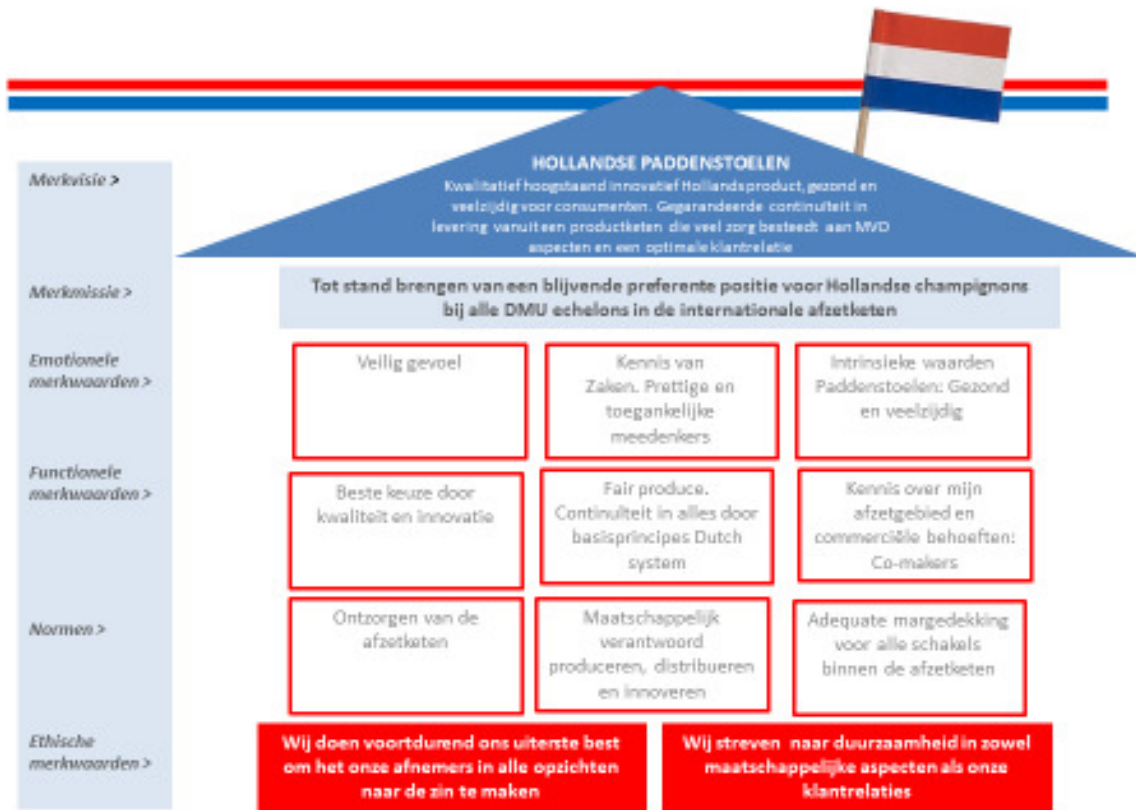 HOLLANDSE PADDENSTOELEN
Merkvisie >
Kwalitatief hoogstaand innovatief Hollands product, gezond en
veelzijdig voor consumenten. Gegarandeerde continuïteit in
levering vanuit een productketen die veel zorg besteedt aan MVO
aspecten en een optimale klantrelatie
Merkmissie >
Tot stand brengen van een blijvende preferente positie voor Hollandse champignons
bij alle DMU echelons in de internationale afzetketen
Emotionele
merkwaarden >
Veilig gevoel
Kennis van
Zaken. Prettige en
toegankelijke
meedenkers
Intrinsieke waarden
Paddenstoelen: Gezond
en veelzijdig
Functionele
merkwaarden >
Beste keuze door
kwaliteit en innovatie
Fair produce.
Continuïteit in alles door
basisprincipes Dutch
system
Kennis over mijn
afzetgebied en
commerciële behoeften:
Co-makers
Normen >
Ontzorgen van de
afzetketen
Maatschappelijk
verantwoord
produceren, distribueren
en innoveren
Adequate margedekking
voor alle schakels
binnen de afzetketen
Ethische
merkwaarden >
Wij doen voortdurend ons uiterste best
om het onze afnemers in alle opzichten
naar de zin te maken
Wij streven naar duurzaamheid in zowel
maatschappelijke aspecten als onze
klantrelaties